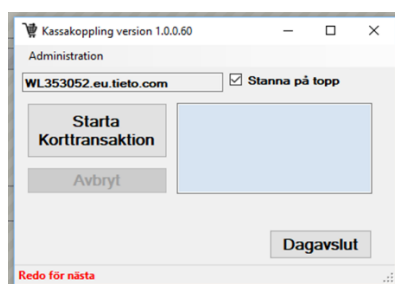 Kassakoppling version 1.0.0.60
Administration
WL353052.eu.tieto.com
Stanna på topp
Starta
Korttransaktion
Avbryt
Dagavslut
Redo för nästa